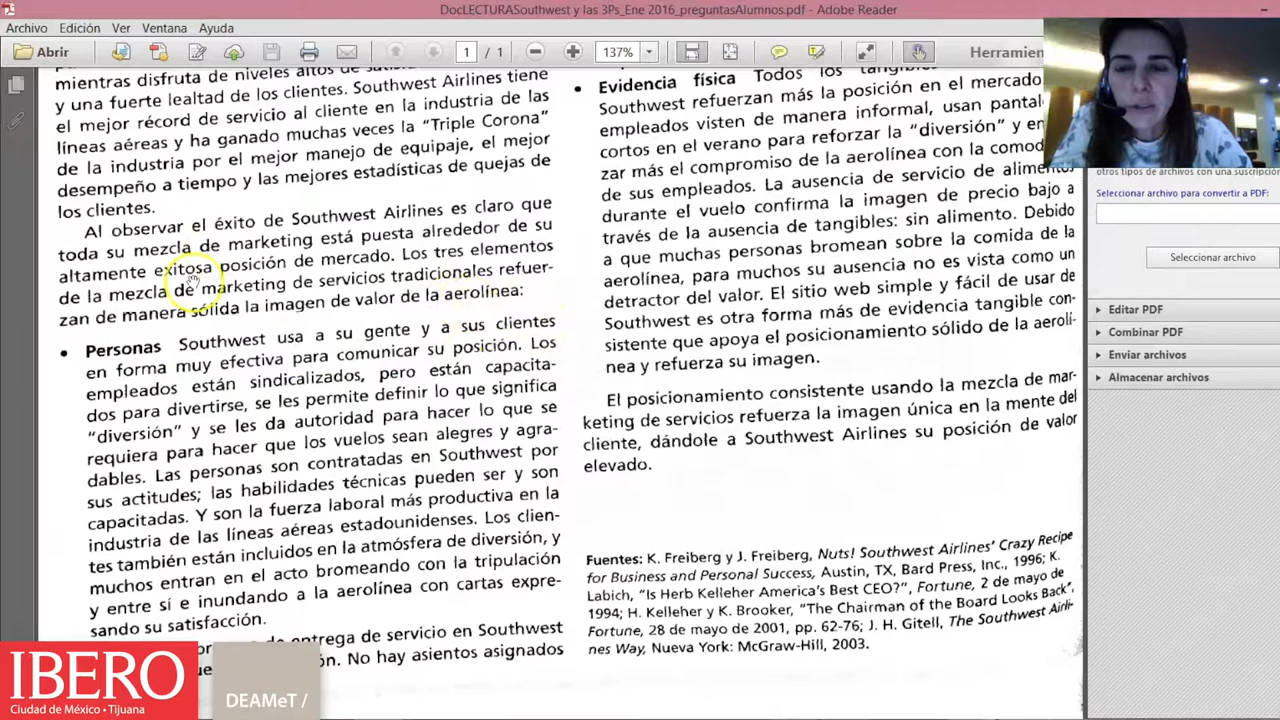 DocLECTURASouthwest y las 3Ps_Ene 2016_preguntasAlumnos.pdf - Adobe Reader
Archivo Edición Ver Ventana Ayuda
Abrir 1 / 1 137% Herramie
mientras disfruta de niveles altos de
y una fuerte lealtad de los clientes. Southwest Airlines tiene
el mejor récord de servicio al cliente en la industria de las
líneas aéreas y ha ganado muchas veces la “Triple Corona”
de la industria por el mejor manejo de equipaje, el mejor
desempeño a tiempo y las mejores estadísticas de quejas de
los clientes.
Al observar el éxito de Southwest Airlines es claro que
toda su mezcla de marketing está puesta alrededor de su
altamente exitosa posición de mercado. Los tres elementos
de la mezcla de marketing de servicios tradicionales refuer-
zan de manera sólida la imagen de valor de la aerolínea:
• Personas Southwest usa a su gente y a sus clientes
en forma muy efectiva para comunicar su posición. Los
empleados están sindicalizados, pero están capacita-
dos para divertirse, se les permite definir lo que significa
“diversión” y se les da autoridad para hacer lo que se
requiera para hacer que los vuelos sean alegres y agra-
dables. Las personas son contratadas en Southwest por
sus actitudes; las habilidades técnicas pueden ser y son
capacitadas. Y son la fuerza laboral más productiva en la
industria de las líneas aéreas estadounidenses. Los clien-
tes también están incluidos en la atmósfera de diversión, y
muchos entran en el acto bromeando con la tripulación
y entre sí e inundando a la aerolínea con cartas expre-
sando su satisfacción.
de entrega de servicio en Southwest
No hay asientos asignados
• Evidencia física Todos los
Southwest refuerzan más la posición en el mercado.
empleados visten de manera informal, usan
cortos en el verano para reforzar la “diversión” y
zar más el compromiso de la aerolínea con la
de sus empleados. La ausencia de servicio de alimentos
durante el vuelo confirma la imagen de precio bajo a
través de la ausencia de tangibles: sin alimento. Debido
a que muchas personas bromean sobre la comida de la
aerolínea, para muchos su ausencia no es vista como un
detractor del valor. El sitio web simple y fácil de usar de
Southwest es otra forma más de evidencia tangible con-
sistente que apoya el posicionamiento sólido de la aerolí-
nea y refuerza su imagen.
El posicionamiento consistente usando la mezcla de mar-
keting de servicios refuerza la imagen única en la mente del
cliente, dándole a Southwest Airlines su posición de valor
elevado.
Fuentes: K. Freiberg y J. Freiberg, Nuts! Southwest Airlines’ Crazy Recipe
for Business and Personal Success, Austin, TX, Bard Press, Inc., 1996; K.
Labich, “Is Herb Kelleher America’s Best CEO?”, Fortune, 2 de mayo de
1994; H. Kelleher y K. Brooker, “The Chairman of the Board Looks Back”,
Fortune, 28 de mayo de 2001, pp. 62-76; J. H. Gitell, The Southwest Airli-
nes Way, Nueva York: McGraw-Hill, 2003.
otros tipos de archivos con una suscripción
Seleccionar archivo para convertir a PDF:
Seleccionar archivo
Editar PDF
Combinar PDF
Enviar archivos
Almacenar archivos
IBERO
Ciudad de México • Tijuana
DEAMeT /